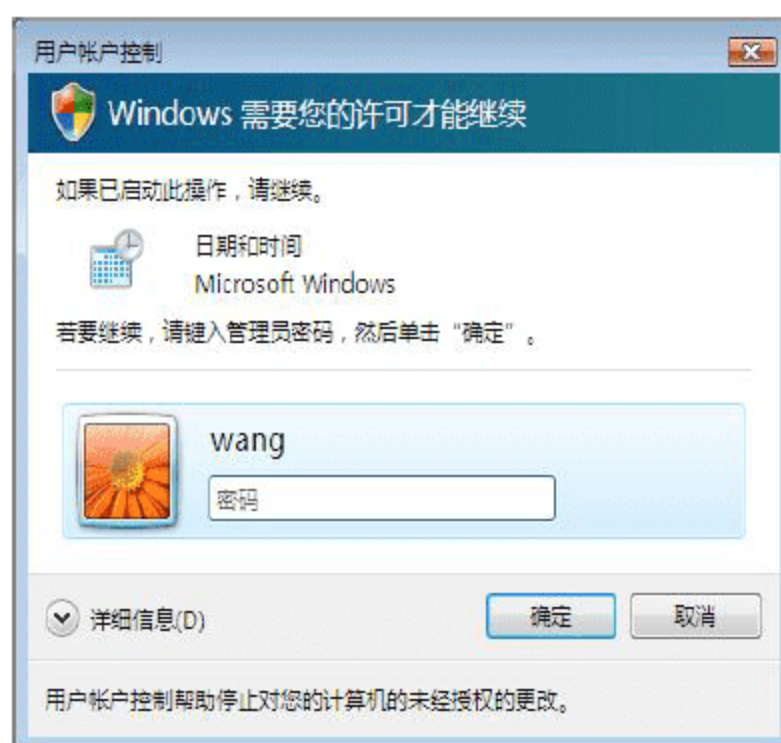 用户帐户控制
Windows 需要您的许可才能继续
如果已启动此操作，请继续。
日期和时间
Microsoft Windows
若要继续，请键入管理员密码，然后单击“确定”。
wang
密码
详细信息(D)
确定
取消
用户帐户控制帮助停止对您的计算机的未经授权的更改。